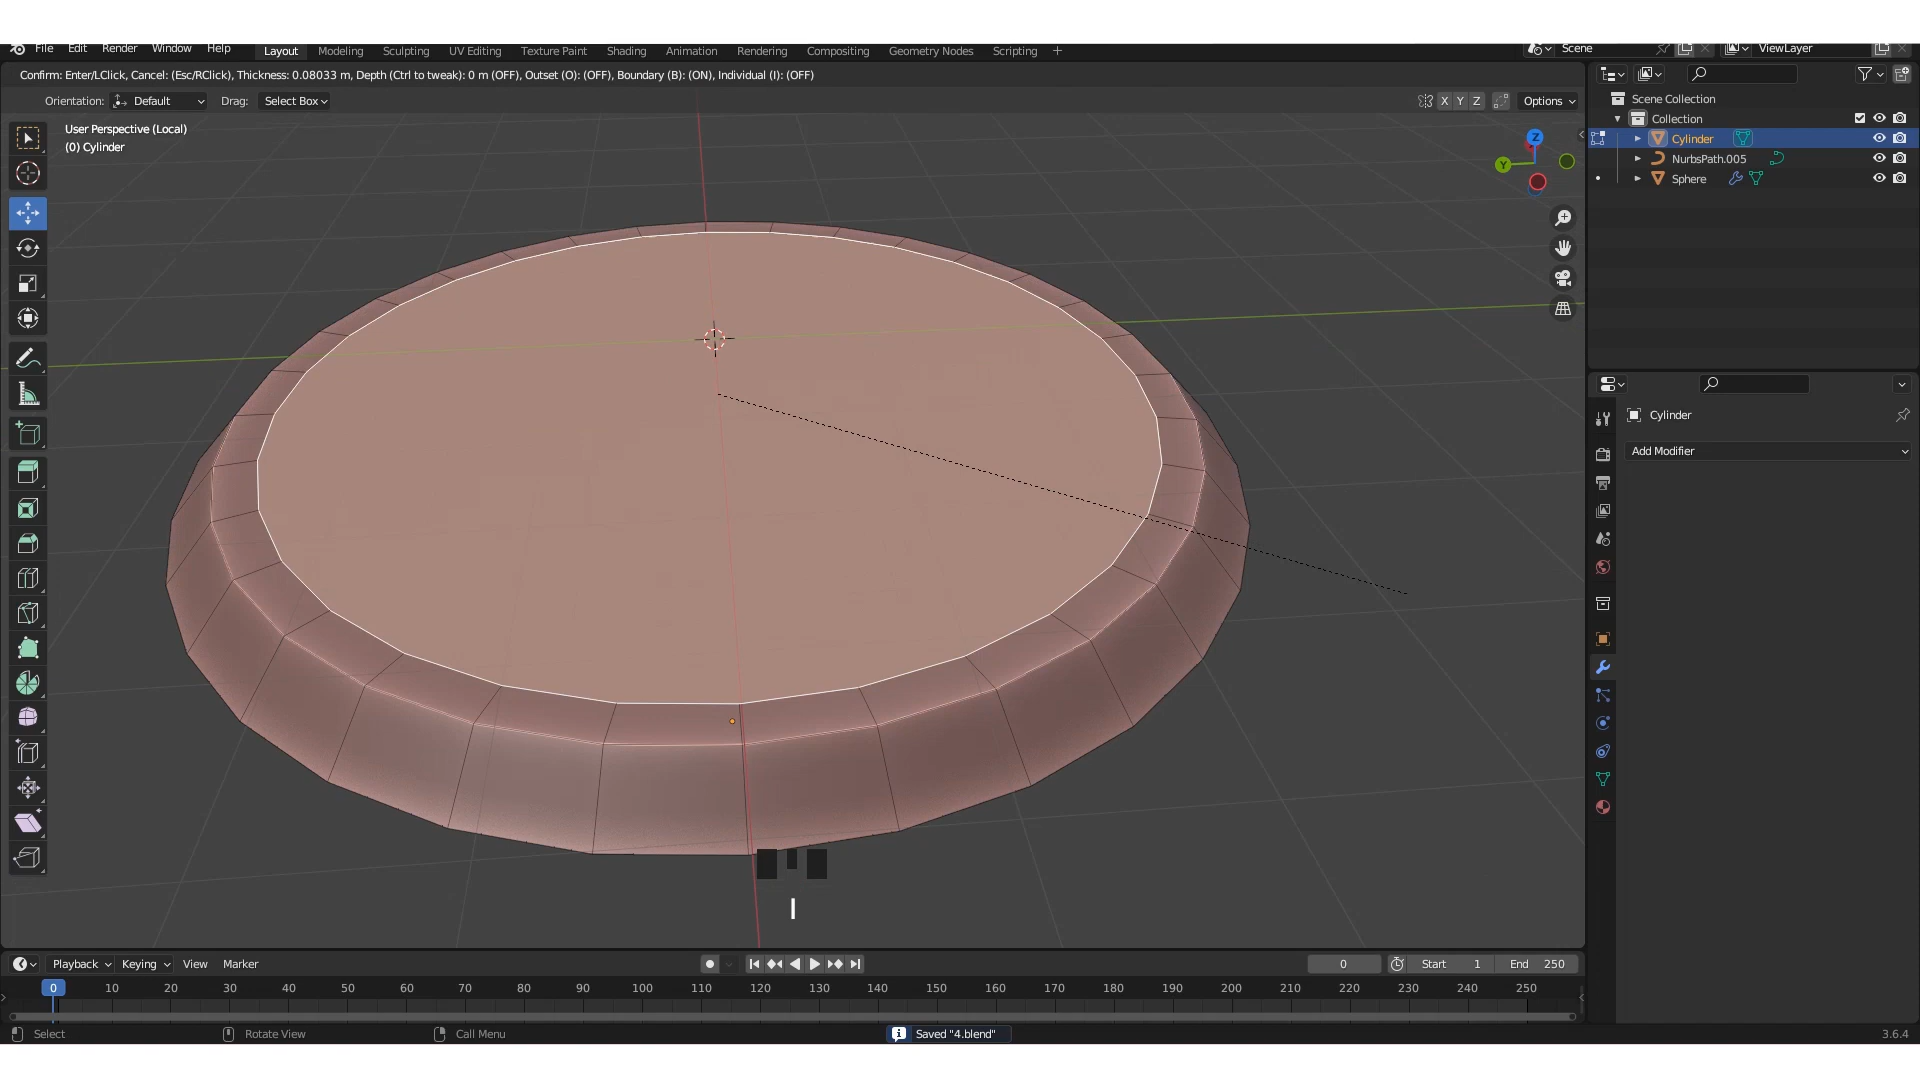 File Edit Render Window Help Layout Modeling Sculpting UV Editing Texture Paint Shading Animation Rendering Compositing Geometry Nodes Scripting + Scene ViewLayer
Confirm: Enter/LClick, Cancel: (Esc/RClick), Thickness: 0.08033 m, Depth (Ctrl to tweak): 0 m (OFF), Outset (O): (OFF), Boundary (B): (ON), Individual (I): (OFF)
Orientation: Default Drag: Select Box X Y Z Options
User Perspective (Local)
(0) Cylinder
Z
Y
Scene Collection
Collection
Cylinder
NurbsPath.005
Sphere
Cylinder
Add Modifier
I
Playback Keying View Marker 0 Start 1 End 250
0 10 20 30 40 50 60 70 80 90 100 110 120 130 140 150 160 170 180 190 200 210 220 230 240 250
Select Rotate View Call Menu Saved "4.blend" 3.6.4